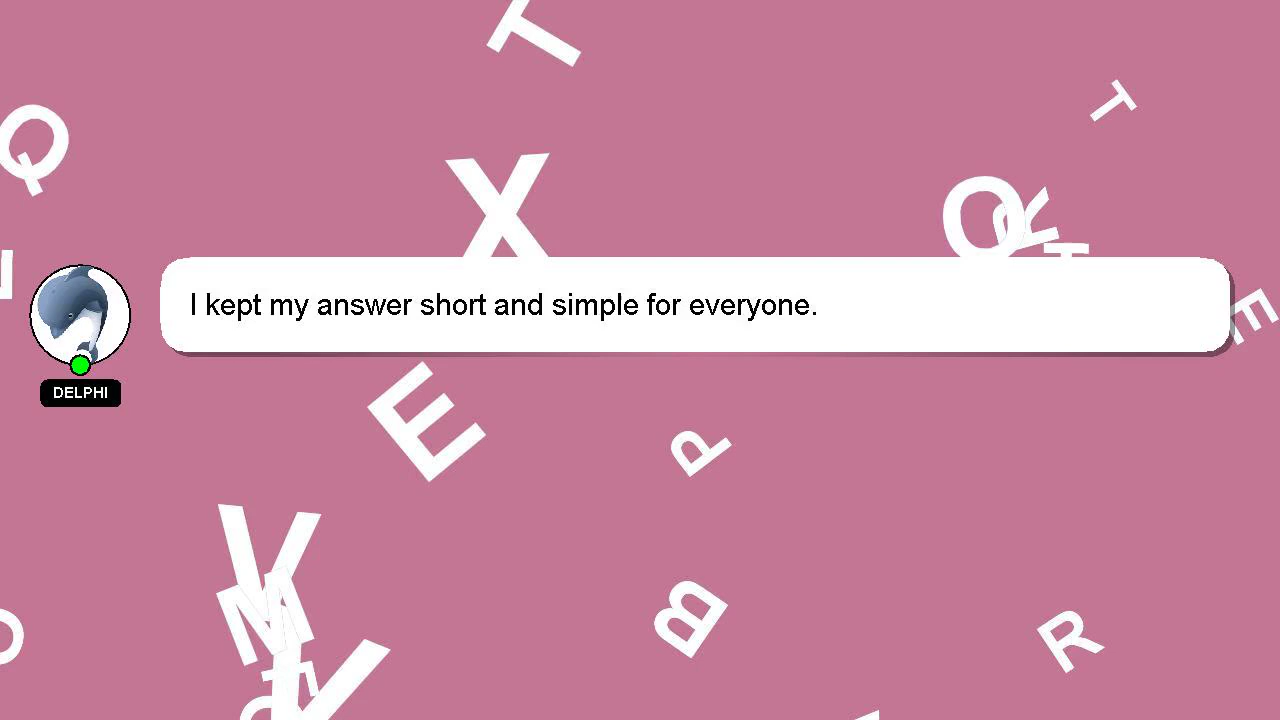 T
T
Q
X
Q
R
E
I kept my answer short and simple for everyone.
DELPHI
E
P
V
M
B
R